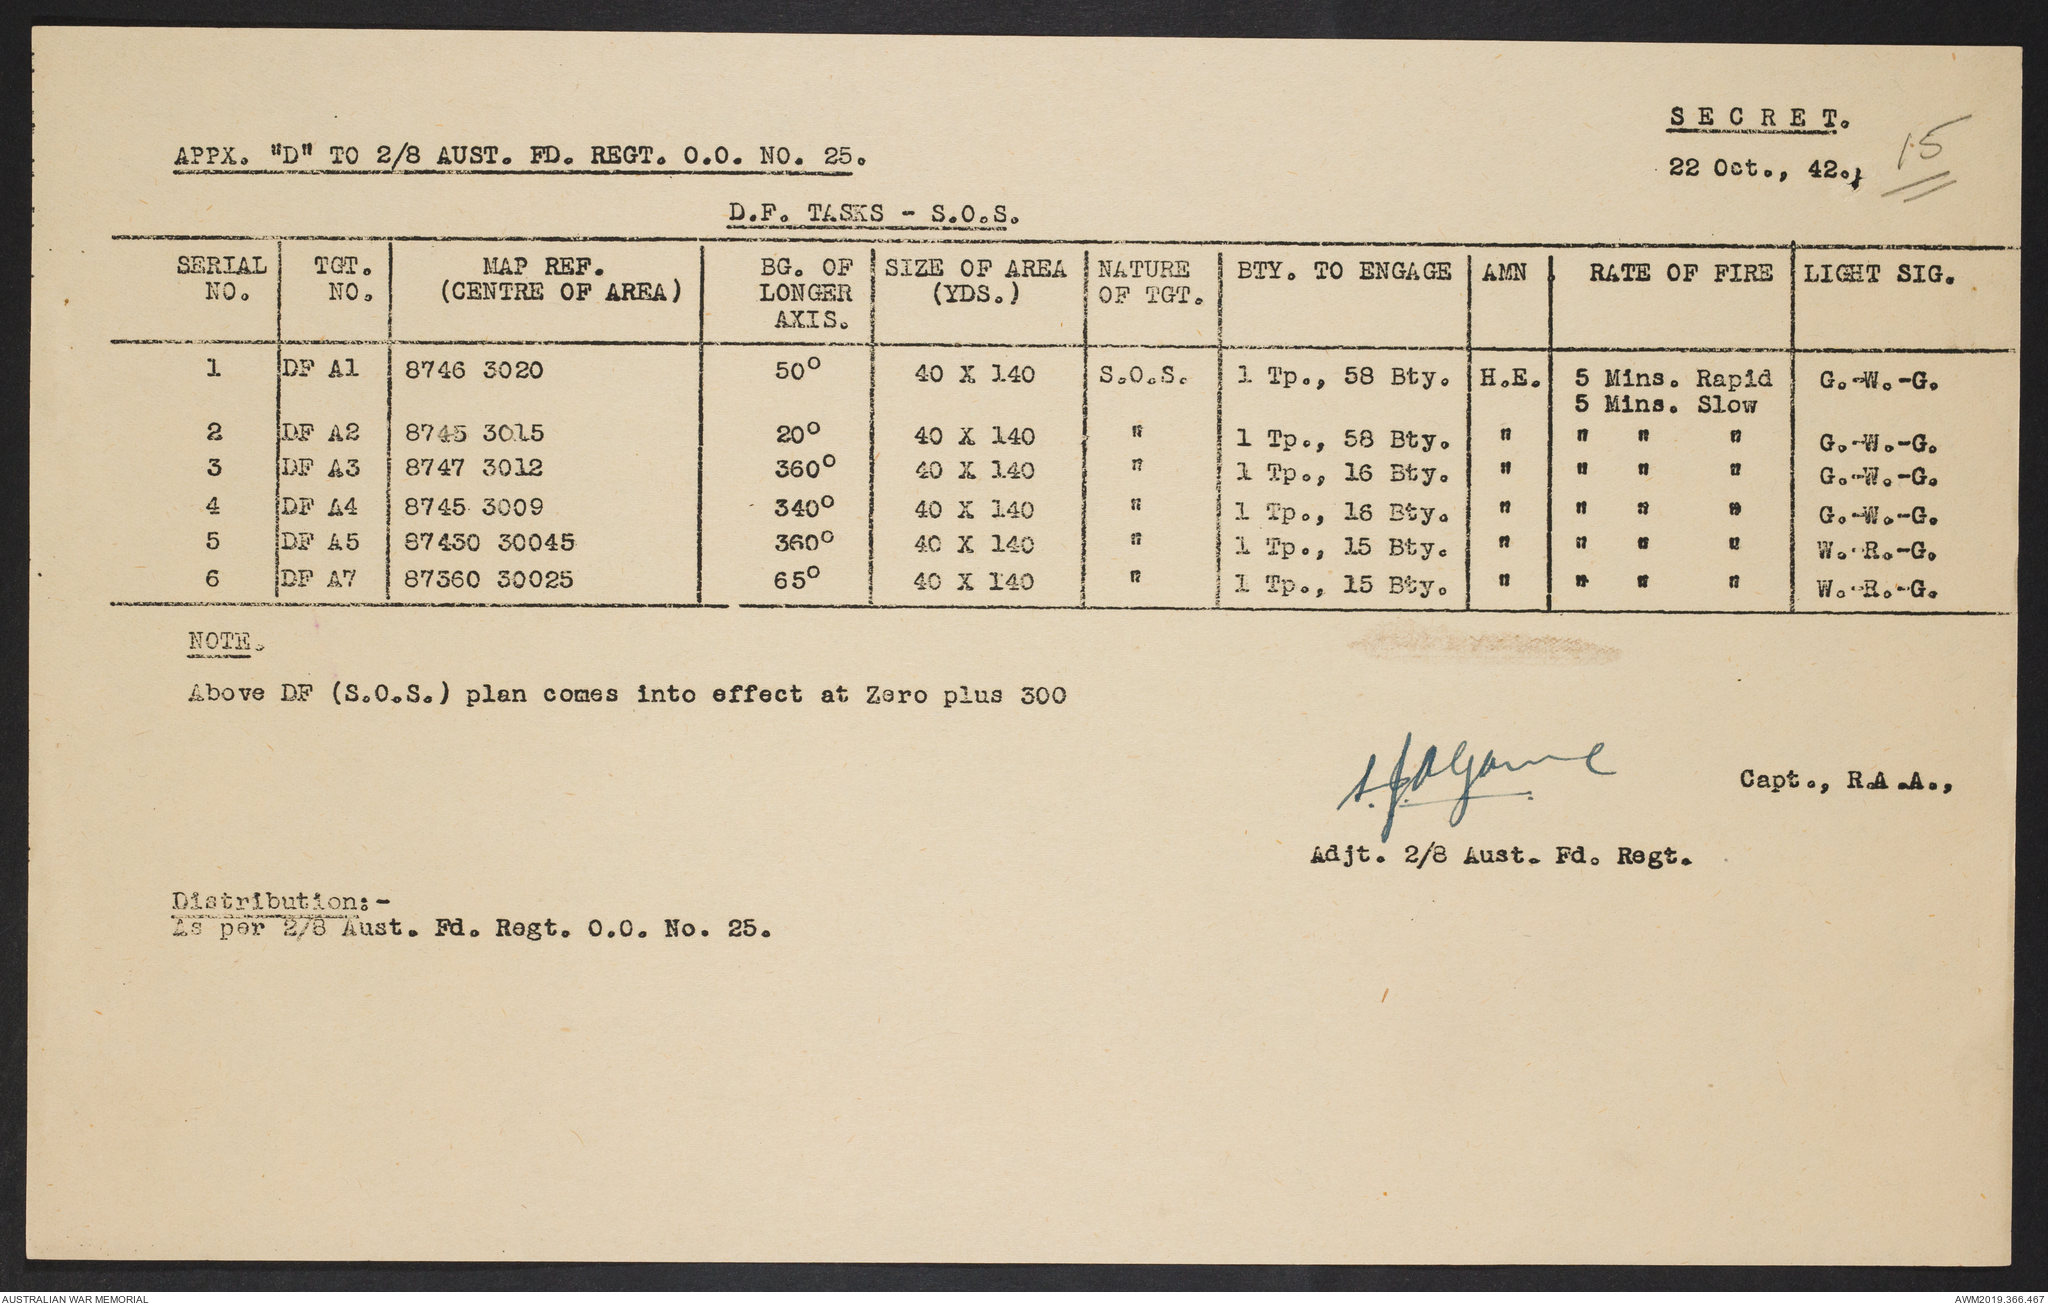 SECRET.
15
APPX. "D" TO 2/8 AUST. FD. REGT. O.O. NO. 25.
22 Oct., 42.
D.F. TASKS - S.O.S.
SERIAL NO. TGT. NO. MAP REF. (CENTRE OF AREA) BG. OF LONGER AXIS. SIZE OF AREA (YDS.) NATURE OF TGT. BTY. TO ENGAGE AMN. RATE OF FIRE LIGHT SIG.
1 DF A1 8746 3020 50° 40 X 140 S.O.S. 1 Tp., 58 Bty. H.E. 5 Mins. Rapid G.-W.-G.
5 Mins. Slow
2 DF A2 8745 3015 20° 40 X 140 " 1 Tp., 58 Bty. " " " " G.-W.-G.
3 DF A3 8747 3012 360° 40 X 140 " 1 Tp., 16 Bty. " " " " G.-W.-G.
4 DF A4 8745 3009 340° 40 X 140 " 1 Tp., 16 Bty. " " " " G.-W.-G.
5 DF A5 87430 30045 360° 40 X 140 " 1 Tp., 15 Bty. " " " " W.-R.-G.
6 DF A7 87360 30025 65° 40 X 140 " 1 Tp., 15 Bty. " " " " W.-R.-G.
NOTE.
Above DF (S.O.S.) plan comes into effect at Zero plus 300
Capt., R.A.A.,
Adjt. 2/8 Aust. Fd. Regt.
Distribution:-
As per 2/8 Aust. Fd. Regt. O.O. No. 25.
AUSTRALIAN WAR MEMORIAL
AWM2019.366.467